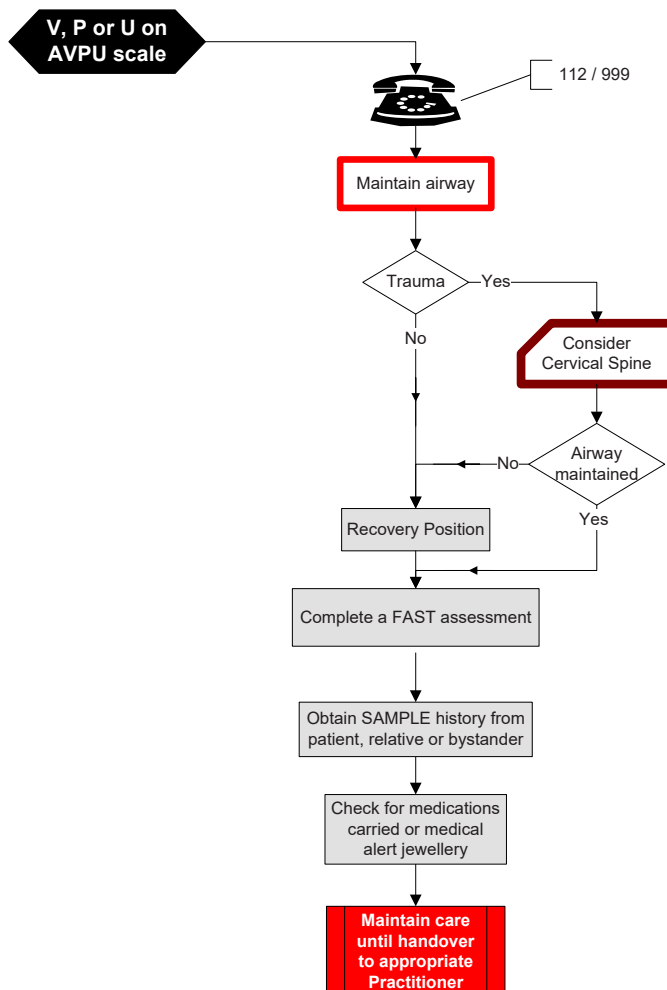 V, P or U on
AVPU scale
112 / 999
Maintain airway
Trauma
Yes
No
Consider
Cervical Spine
Airway
maintained
No
Yes
Recovery Position
Complete a FAST assessment
Obtain SAMPLE history from
patient, relative or bystander
Check for medications
carried or medical
alert jewellery
Maintain care
until handover
to appropriate
Practitioner